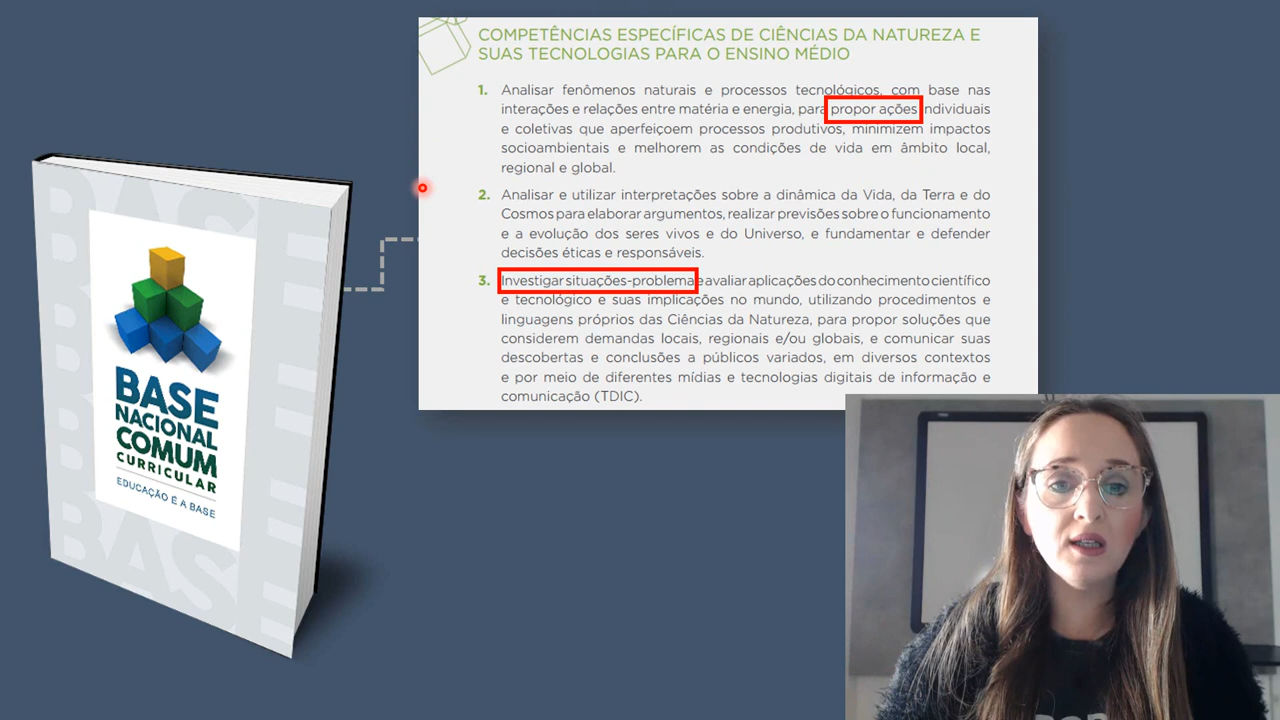 BASE
NACIONAL
COMUM
CURRICULAR
EDUCAÇÃO É A BASE
COMPETÊNCIAS ESPECÍFICAS DE CIÊNCIAS DA NATUREZA E
SUAS TECNOLOGIAS PARA O ENSINO MÉDIO
1. Analisar fenômenos naturais e processos tecnológicos, com base nas
interações e relações entre matéria e energia, para propor ações individuais
e coletivas que aperfeiçoem processos produtivos, minimizem impactos
socioambientais e melhorem as condições de vida em âmbito local,
regional e global.
2. Analisar e utilizar interpretações sobre a dinâmica da Vida, da Terra e do
Cosmos para elaborar argumentos, realizar previsões sobre o funcionamento
e a evolução dos seres vivos e do Universo, e fundamentar e defender
decisões éticas e responsáveis.
3. Investigar situações-problema e avaliar aplicações do conhecimento científico
e tecnológico e suas implicações no mundo, utilizando procedimentos e
linguagens próprios das Ciências da Natureza, para propor soluções que
considerem demandas locais, regionais e/ou globais, e comunicar suas
descobertas e conclusões a públicos variados, em diversos contextos
e por meio de diferentes mídias e tecnologias digitais de informação e
comunicação (TDIC).